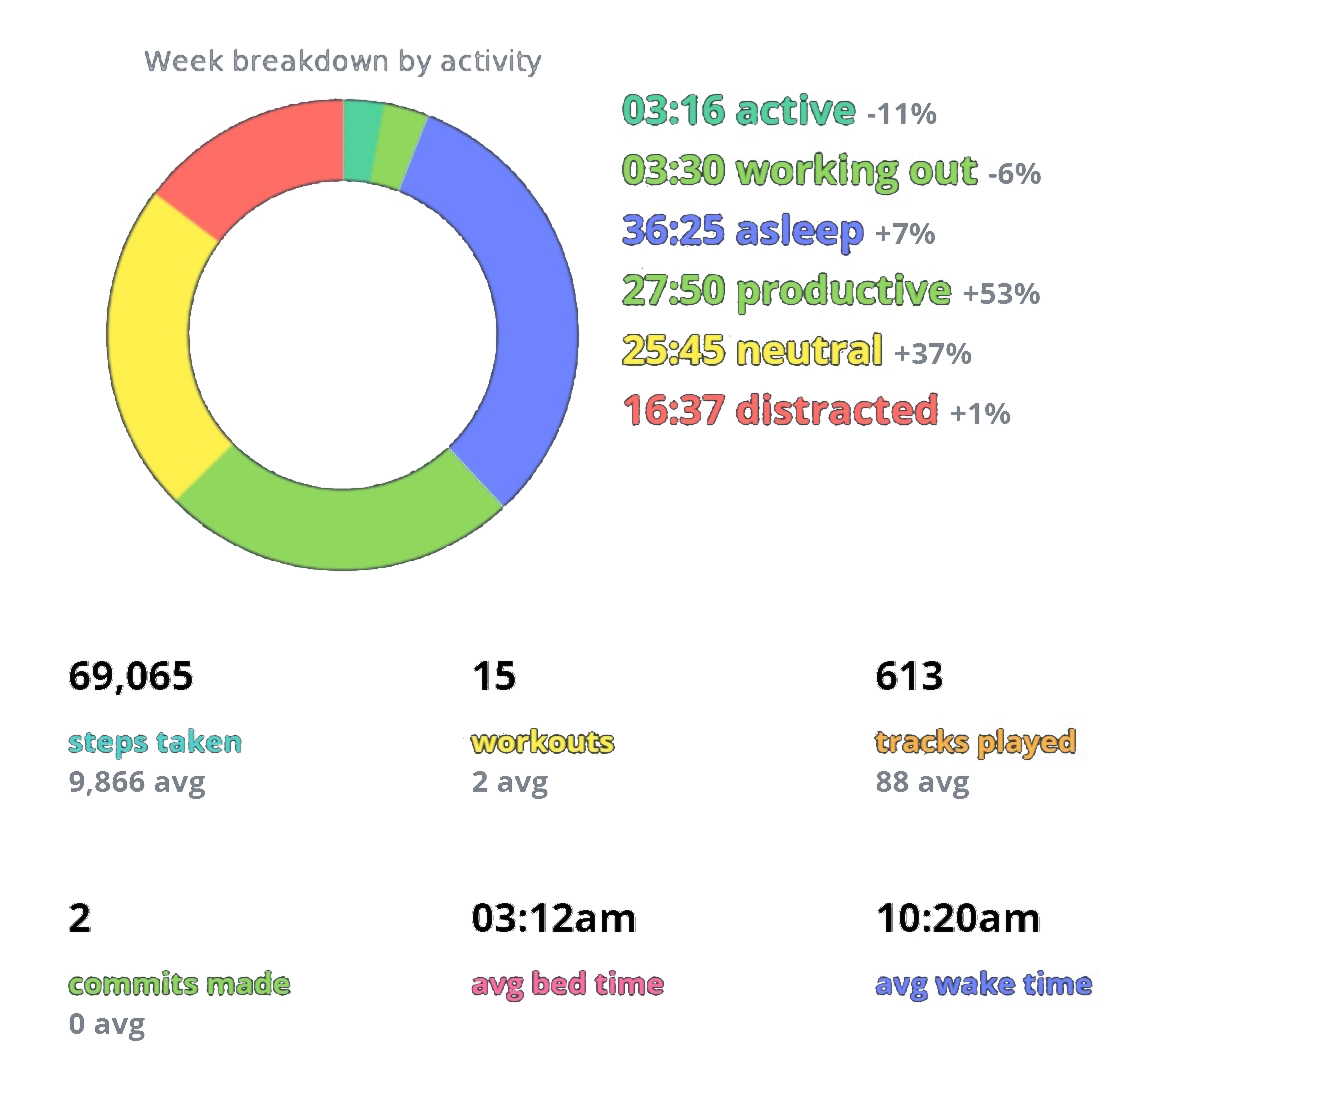 Week breakdown by activity
03:16 active -11%
03:30 working out -6%
36:25 asleep +7%
27:50 productive +53%
25:45 neutral +37%
16:37 distracted +1%
69,065
steps taken
9,866 avg
15
workouts
2 avg
613
tracks played
88 avg
2
commits made
0 avg
03:12am
avg bed time
10:20am
avg wake time